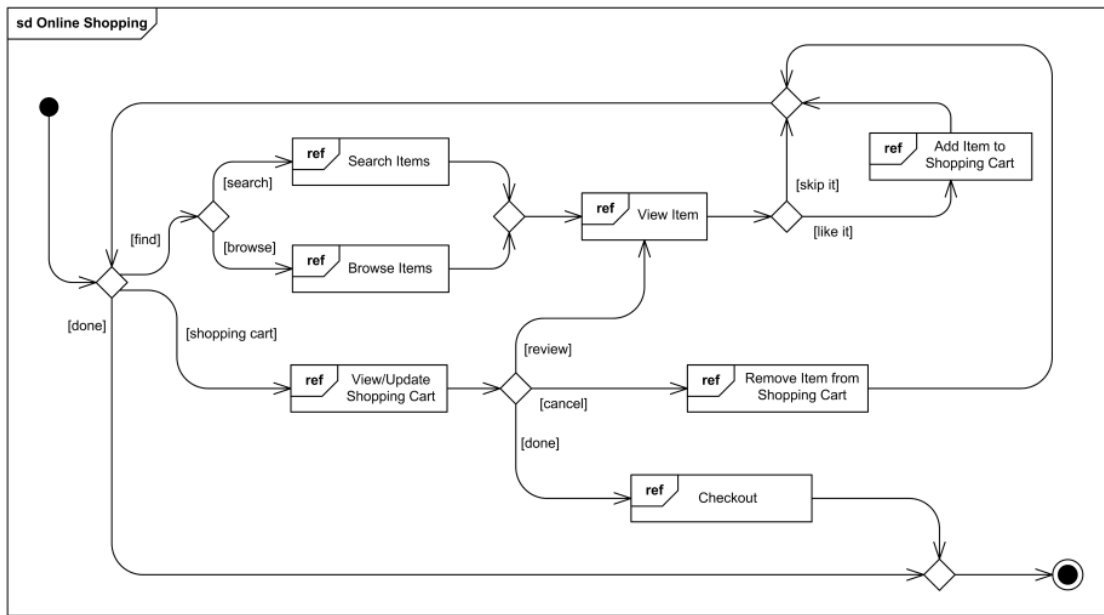 sd Online Shopping
ref
Search Items
ref
Add Item to
Shopping Cart
[search]
[skip it]
ref
View Item
[find]
[browse]
[like it]
ref
Browse Items
[done]
[shopping cart]
[review]
ref
View/Update
Shopping Cart
ref
Remove Item from
Shopping Cart
[cancel]
[done]
ref
Checkout